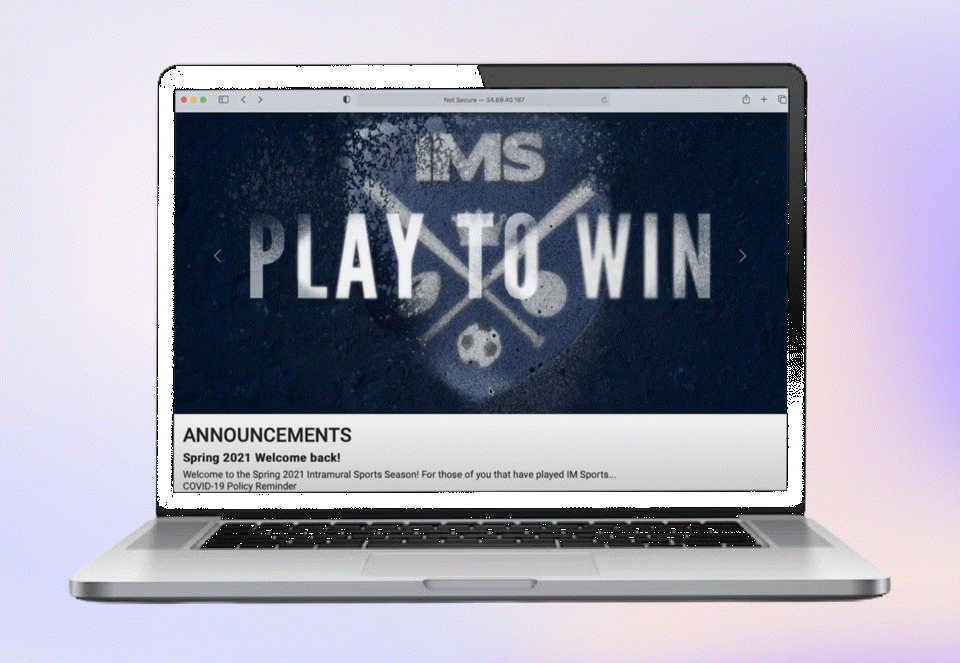 Not Secure — 34.69.40.167
IMS
PLAY TO WIN
ANNOUNCEMENTS
Spring 2021 Welcome back!
Welcome to the Spring 2021 Intramural Sports Season! For those of you that have played IM Sports...
COVID-19 Policy Reminder